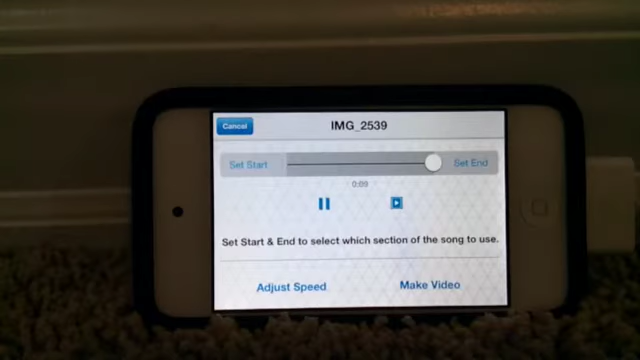 Cancel
IMG_2539
Set Start
Set End
0:09
Set Start & End to select which section of the song to use.
Adjust Speed
Make Video